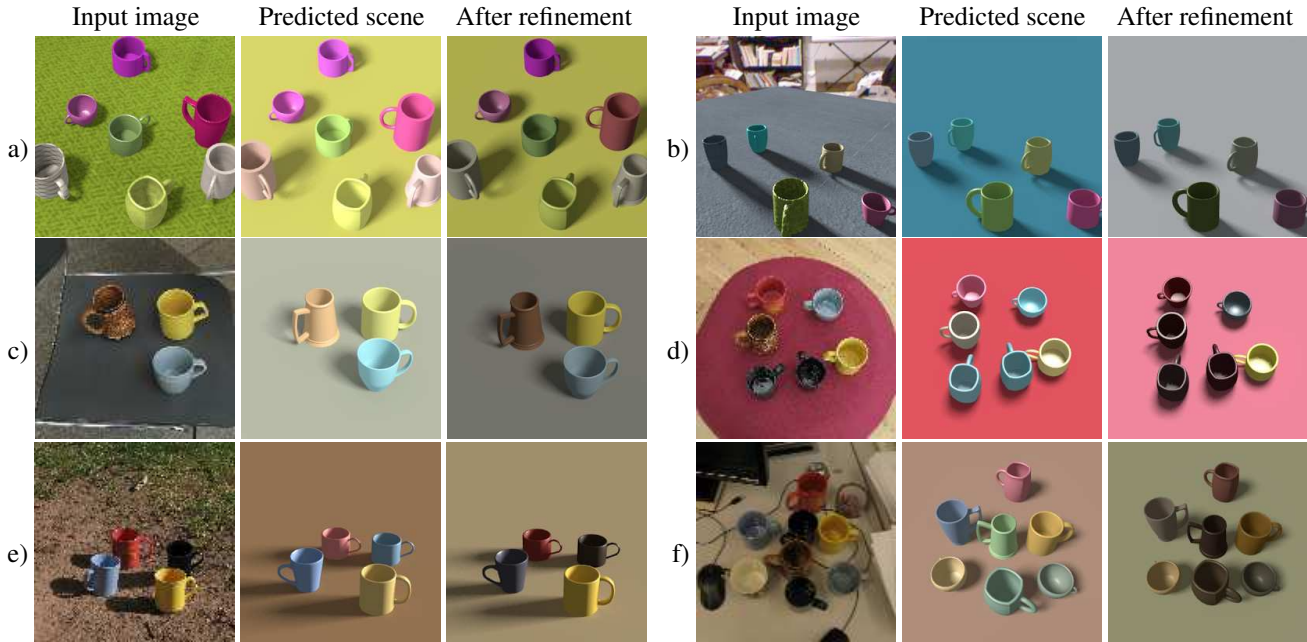 Input image Predicted scene After refinement Input image Predicted scene After refinement
a) b)
c) d)
e) f)